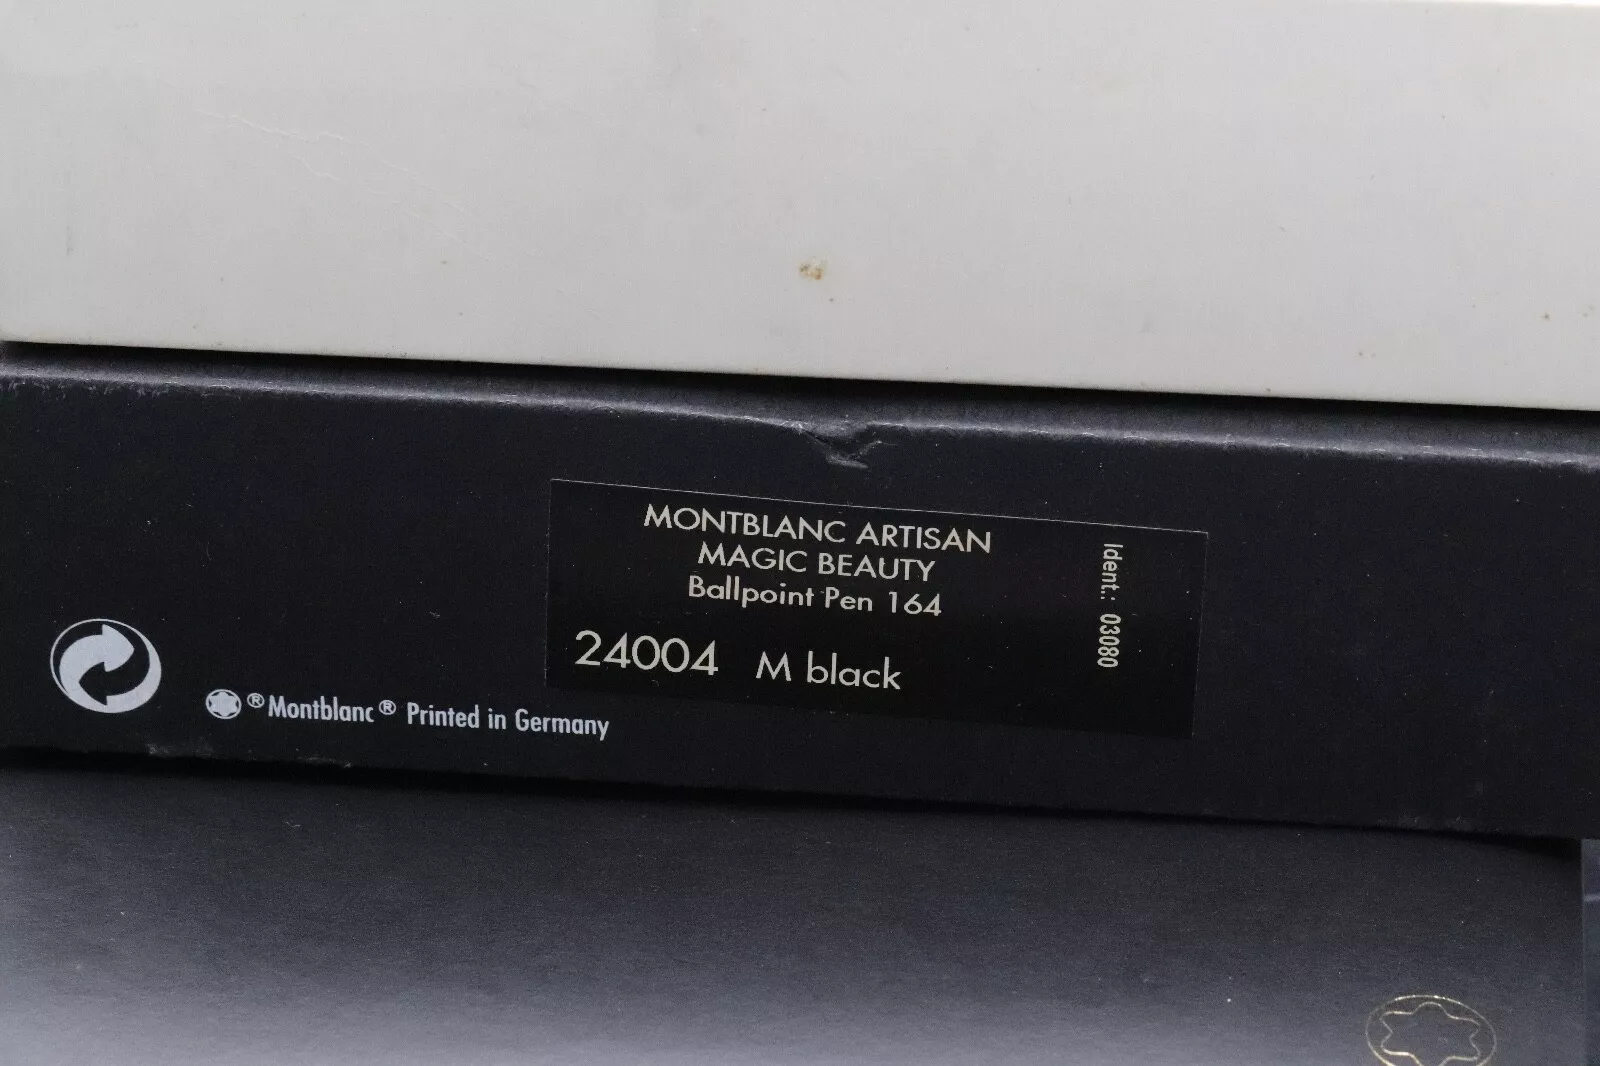 MONTBLANC ARTISAN
MAGIC BEAUTY
Ballpoint Pen 164
24004 M black
Ident.: 03080
® Montblanc ® Printed in Germany